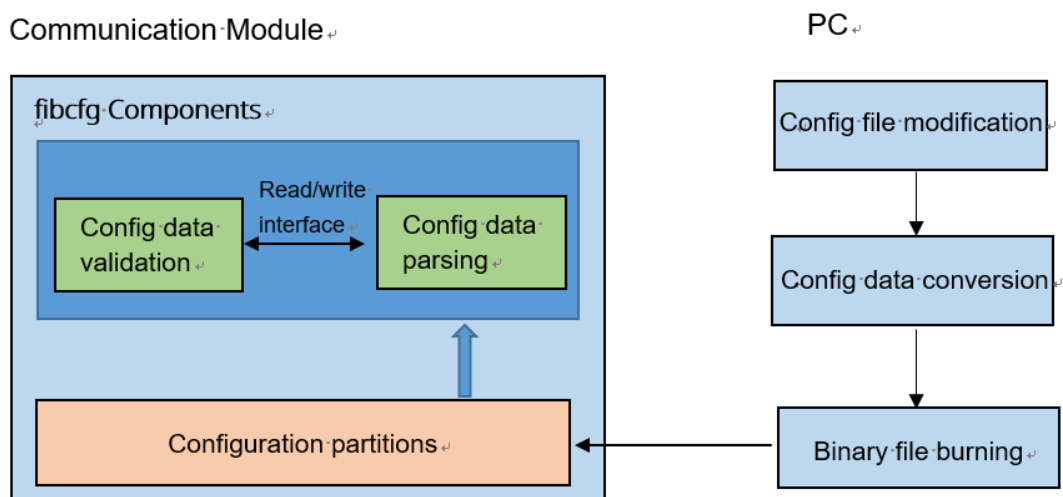 Communication Module
PC
fibcfg Components
Read/write
interface
Config data
validation
Config data
parsing
Configuration partitions
Config file modification
Config data conversion
Binary file burning